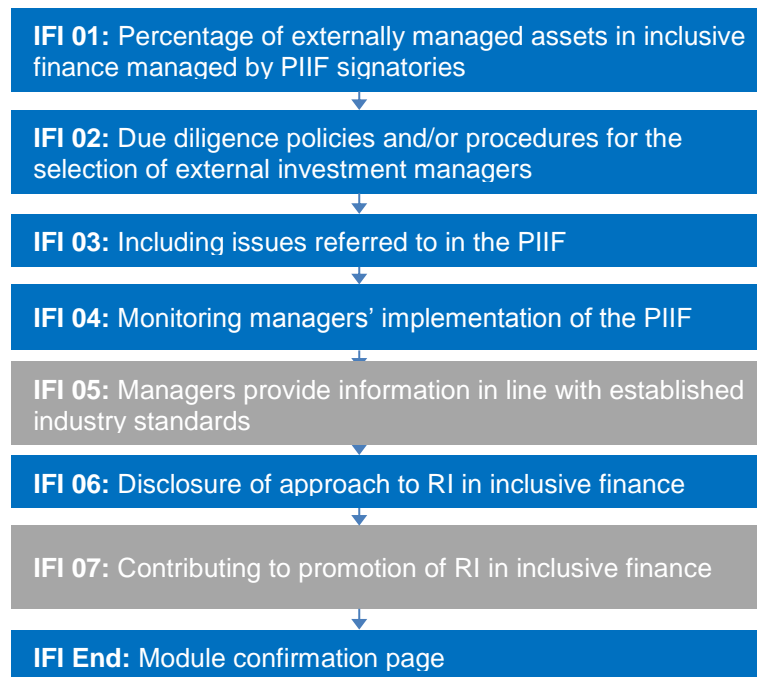 IFI 01: Percentage of externally managed assets in inclusive
finance managed by PIIF signatories
IFI 02: Due diligence policies and/or procedures for the
selection of external investment managers
IFI 03: Including issues referred to in the PIIF
IFI 04: Monitoring managers’ implementation of the PIIF
IFI 05: Managers provide information in line with established
industry standards
IFI 06: Disclosure of approach to RI in inclusive finance
IFI 07: Contributing to promotion of RI in inclusive finance
IFI End: Module confirmation page